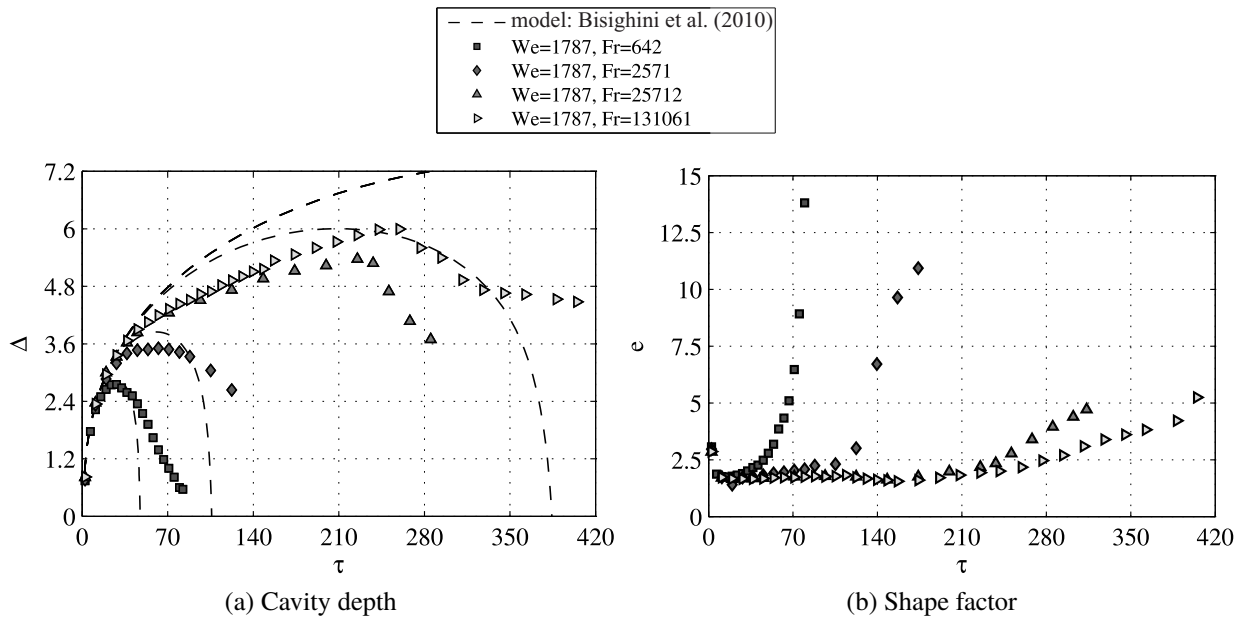 model: Bisighini et al. (2010)
We=1787, Fr=642
We=1787, Fr=2571
We=1787, Fr=25712
We=1787, Fr=131061
7.2
6
4.8
3.6
2.4
1.2
0
Δ
0 70 140 210 280 350 420
τ
(a) Cavity depth
15
12.5
10
7.5
5
2.5
0
e
0 70 140 210 280 350 420
τ
(b) Shape factor